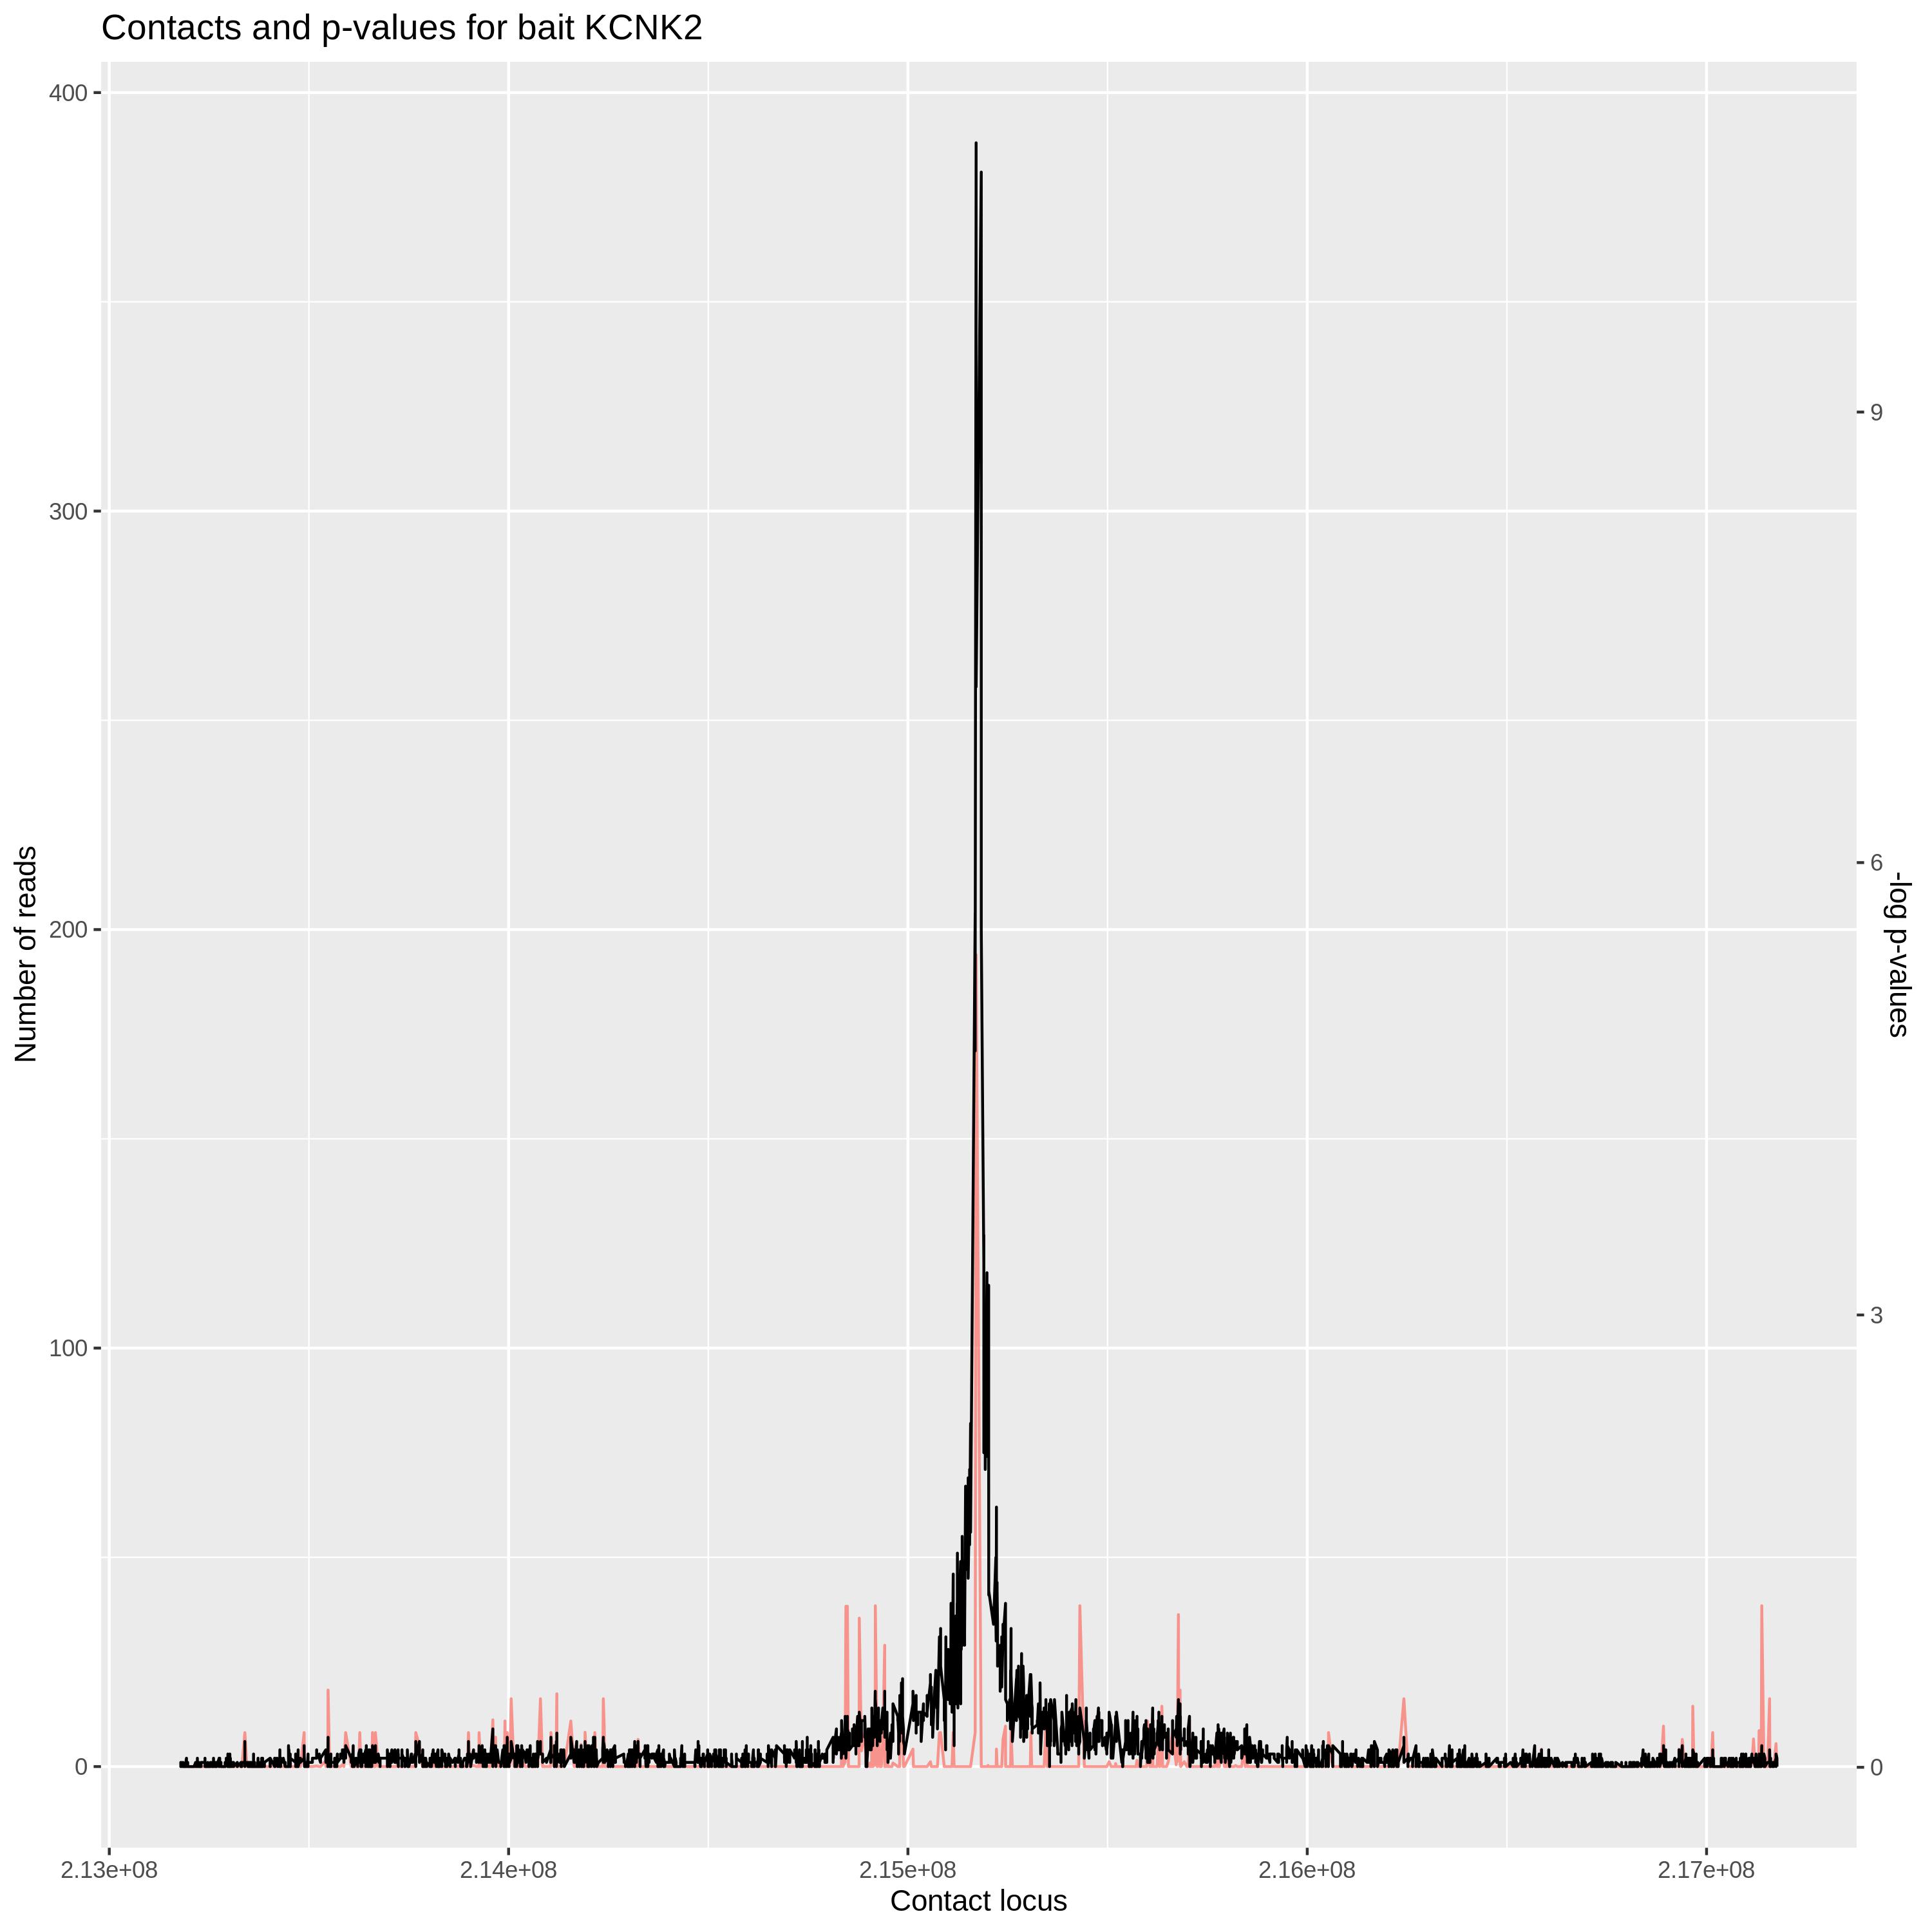 Contacts and p-values for bait KCNK2
400
300
200
100
0
Number of reads
9
6
3
0
-log p-values
2.13e+08 2.14e+08 2.15e+08 2.16e+08 2.17e+08
Contact locus